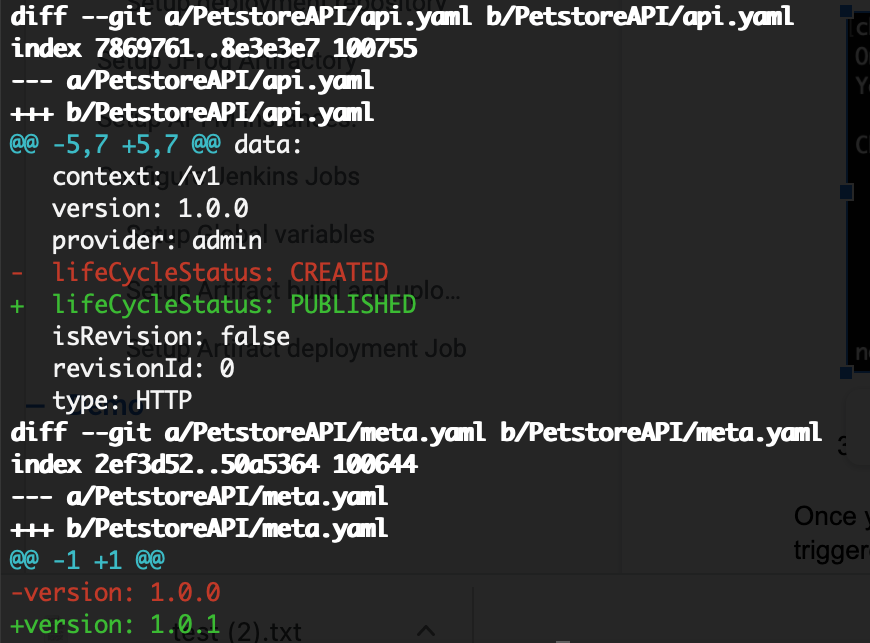 diff --git a/PetstoreAPI/api.yaml b/PetstoreAPI/api.yaml
index 7869761..8e3e3e7 100755
--- a/PetstoreAPI/api.yaml
+++ b/PetstoreAPI/api.yaml
@@ -5,7 +5,7 @@ data:
   context: /v1
   version: 1.0.0
   provider: admin
-  lifeCycleStatus: CREATED
+  lifeCycleStatus: PUBLISHED
   isRevision: false
   revisionId: 0
   type: HTTP
diff --git a/PetstoreAPI/meta.yaml b/PetstoreAPI/meta.yaml
index 2ef3d52..50a5364 100644
--- a/PetstoreAPI/meta.yaml
+++ b/PetstoreAPI/meta.yaml
@@ -1 +1 @@
-version: 1.0.0
+version: 1.0.1
Setup deployment repository
Setup JFrog Artifactory
Jenkins Jobs
Setup Global variables
Setup Artifact build and uplo...
Setup Artifact deployment Job
Demo
(2).txt
Once